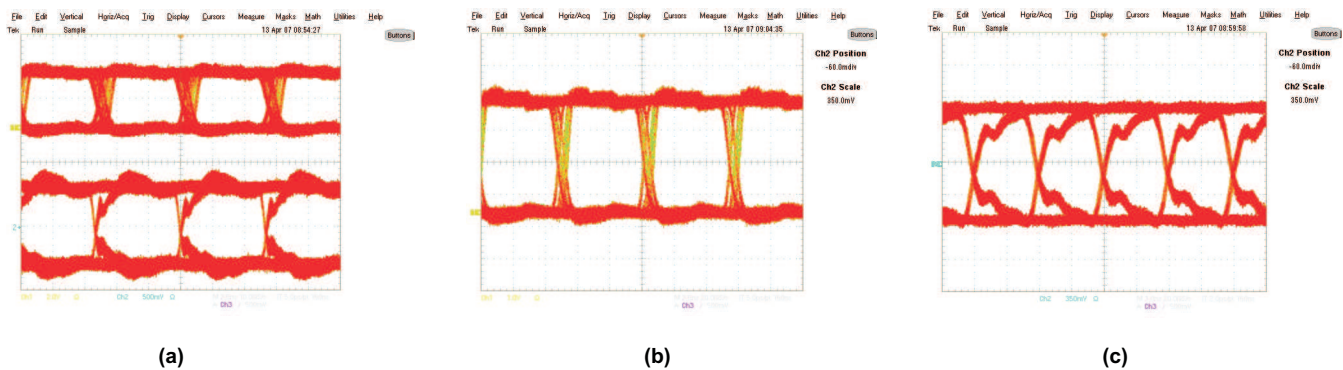 File Edit Vertical Horiz/Acq Trig Display Cursors Measure Masks Math Utilities Help
Tek Run Sample 13 Apr 07 08:54:27 Buttons
2
Ch2 500mV Ω
Ch3
(a)
File Edit Vertical Horiz/Acq Trig Display Cursors Measure Masks Math Utilities Help
Tek Run Sample 13 Apr 07 09:04:35 Buttons
Ch2 Position
-60.0mdiv
Ch2 Scale
350.0mV
Ch3
(b)
File Edit Vertical Horiz/Acq Trig Display Cursors Measure Masks Math Utilities Help
Tek Run Sample 13 Apr 07 08:59:58 Buttons
Ch2 Position
-60.0mdiv
Ch2 Scale
350.0mV
Ch2 350mV Ω
Ch3
(c)